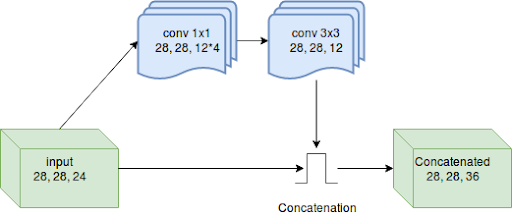 conv 1x1
28, 28, 12*4
conv 3x3
28, 28, 12
input
28, 28, 24
Concatenated
28, 28, 36
Concatenation